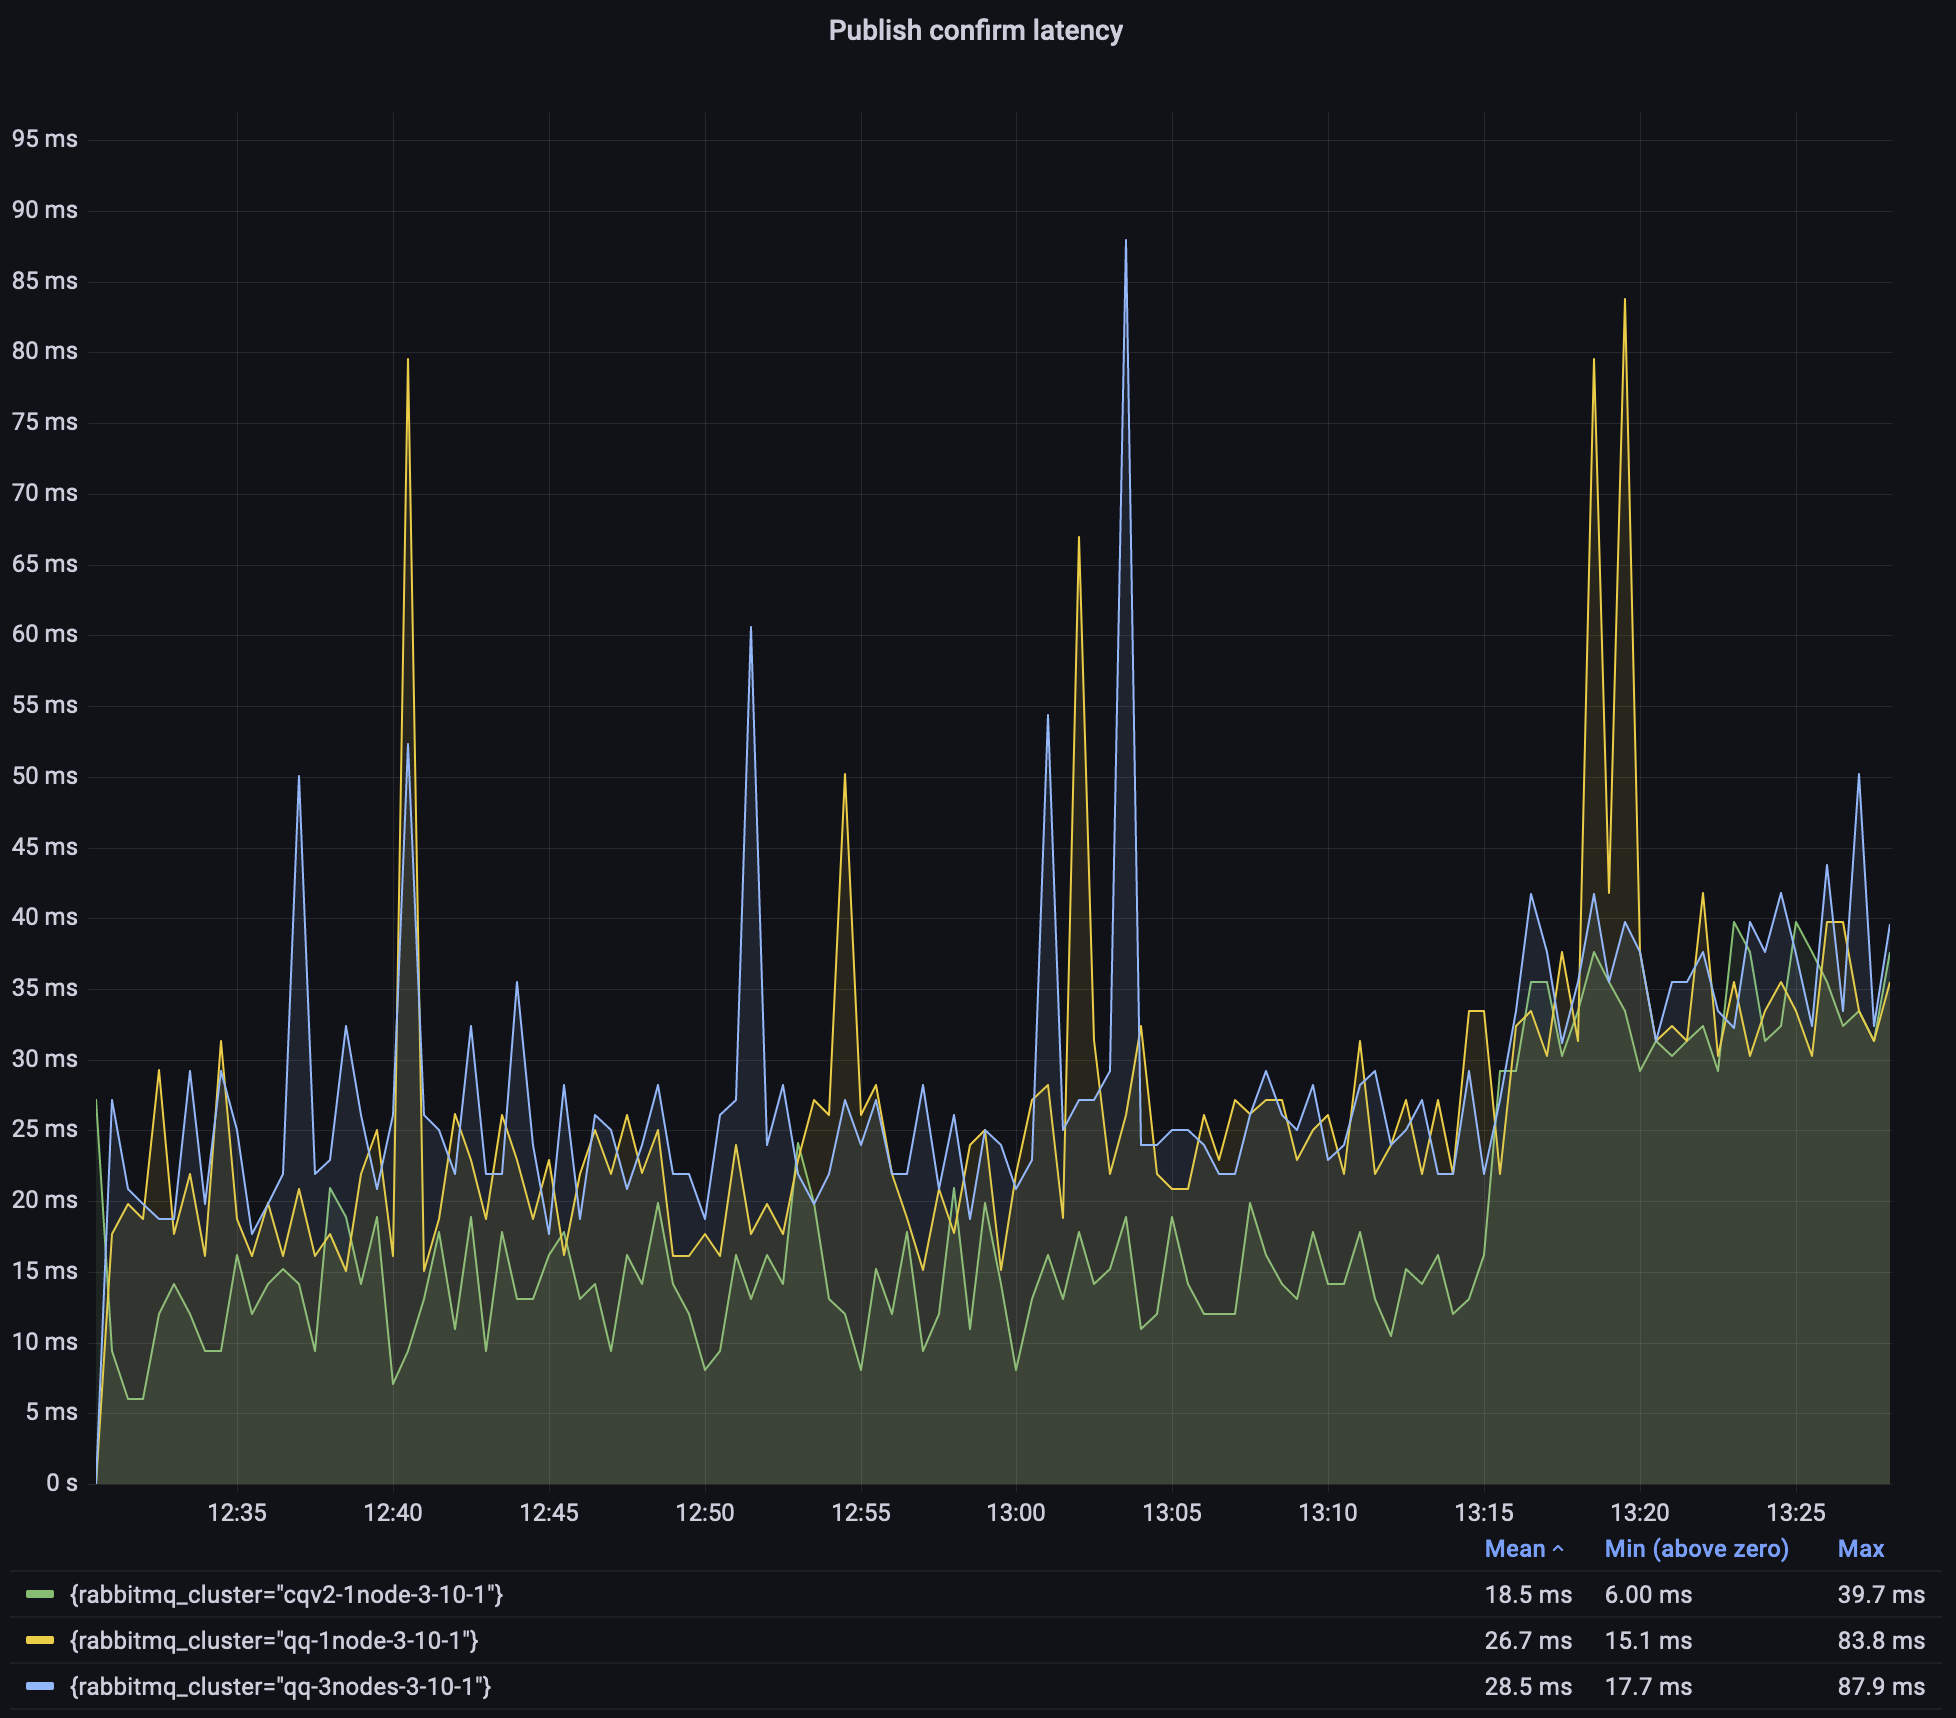 Publish confirm latency
95 ms
90 ms
85 ms
80 ms
75 ms
70 ms
65 ms
60 ms
55 ms
50 ms
45 ms
40 ms
35 ms
30 ms
25 ms
20 ms
15 ms
10 ms
5 ms
0 s
12:35 12:40 12:45 12:50 12:55 13:00 13:05 13:10 13:15 13:20 13:25
Mean Min (above zero) Max
{rabbitmq_cluster="cqv2-1node-3-10-1"} 18.5 ms 6.00 ms 39.7 ms
{rabbitmq_cluster="qq-1node-3-10-1"} 26.7 ms 15.1 ms 83.8 ms
{rabbitmq_cluster="qq-3nodes-3-10-1"} 28.5 ms 17.7 ms 87.9 ms